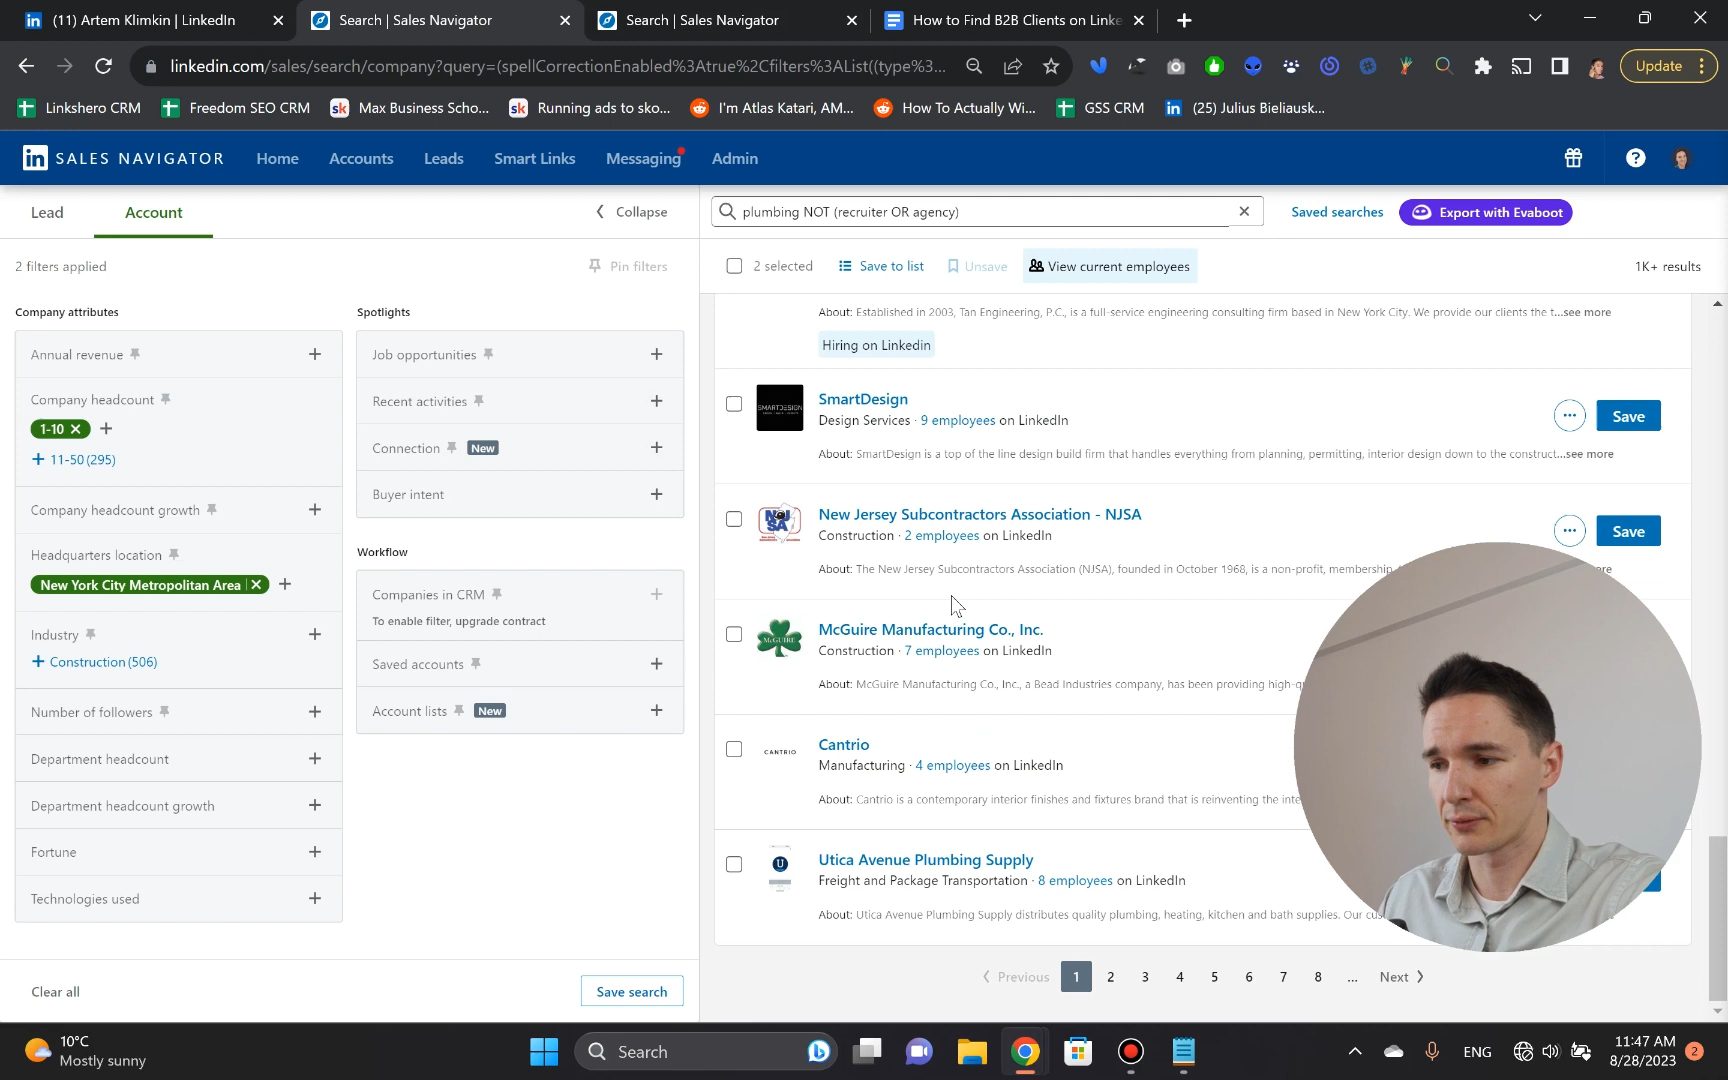 (11) Artem Klimkin | LinkedIn
Search | Sales Navigator
Search | Sales Navigator
How to Find B2B Clients on Linke
linkedin.com/sales/search/company?query=(spellCorrectionEnabled%3Atrue%2Cfilters%3AList((type%3...
Update
Linkshero CRM
Freedom SEO CRM
Max Business Scho...
Running ads to sko...
I'm Atlas Katari, AM...
How To Actually Wi...
GSS CRM
(25) Julius Bieliausk...
SALES NAVIGATOR
Home
Accounts
Leads
Smart Links
Messaging
Admin
Lead
Account
Collapse
plumbing NOT (recruiter OR agency)
Saved searches
Export with Evaboot
2 filters applied
Pin filters
2 selected
Save to list
Unsave
View current employees
1K+ results
Company attributes
Annual revenue
Company headcount
1-10
+ 11-50 (295)
Company headcount growth
Headquarters location
New York City Metropolitan Area
Industry
+ Construction (506)
Number of followers
Department headcount
Department headcount growth
Fortune
Technologies used
Spotlights
Job opportunities
Recent activities
Connection New
Buyer intent
Workflow
Companies in CRM
To enable filter, upgrade contract
Saved accounts
Account lists New
Clear all
Save search
About: Established in 2003, Tan Engineering, P.C., is a full-service engineering consulting firm based in New York City. We provide our clients the t...see more
Hiring on Linkedin
SMARTDESIGN
SmartDesign
Design Services · 9 employees on LinkedIn
About: SmartDesign is a top of the line design build firm that handles everything from planning, permitting, interior design down to the construct...see more
Save
New Jersey Subcontractors Association - NJSA
Construction · 2 employees on LinkedIn
About: The New Jersey Subcontractors Association (NJSA), founded in October 1968, is a non-profit, membership
Save
McGUIRE
McGuire Manufacturing Co., Inc.
Construction · 7 employees on LinkedIn
About: McGuire Manufacturing Co., Inc., a Bead Industries company, has been providing high-q
CANTRIO
Cantrio
Manufacturing · 4 employees on LinkedIn
About: Cantrio is a contemporary interior finishes and fixtures brand that is reinventing the inte
U
Utica Avenue Plumbing Supply
Freight and Package Transportation · 8 employees on LinkedIn
About: Utica Avenue Plumbing Supply distributes quality plumbing, heating, kitchen and bath supplies. Our cus
Previous 1 2 3 4 5 6 7 8 ... Next
10°C
Mostly sunny
Search
ENG
11:47 AM
8/28/2023
2